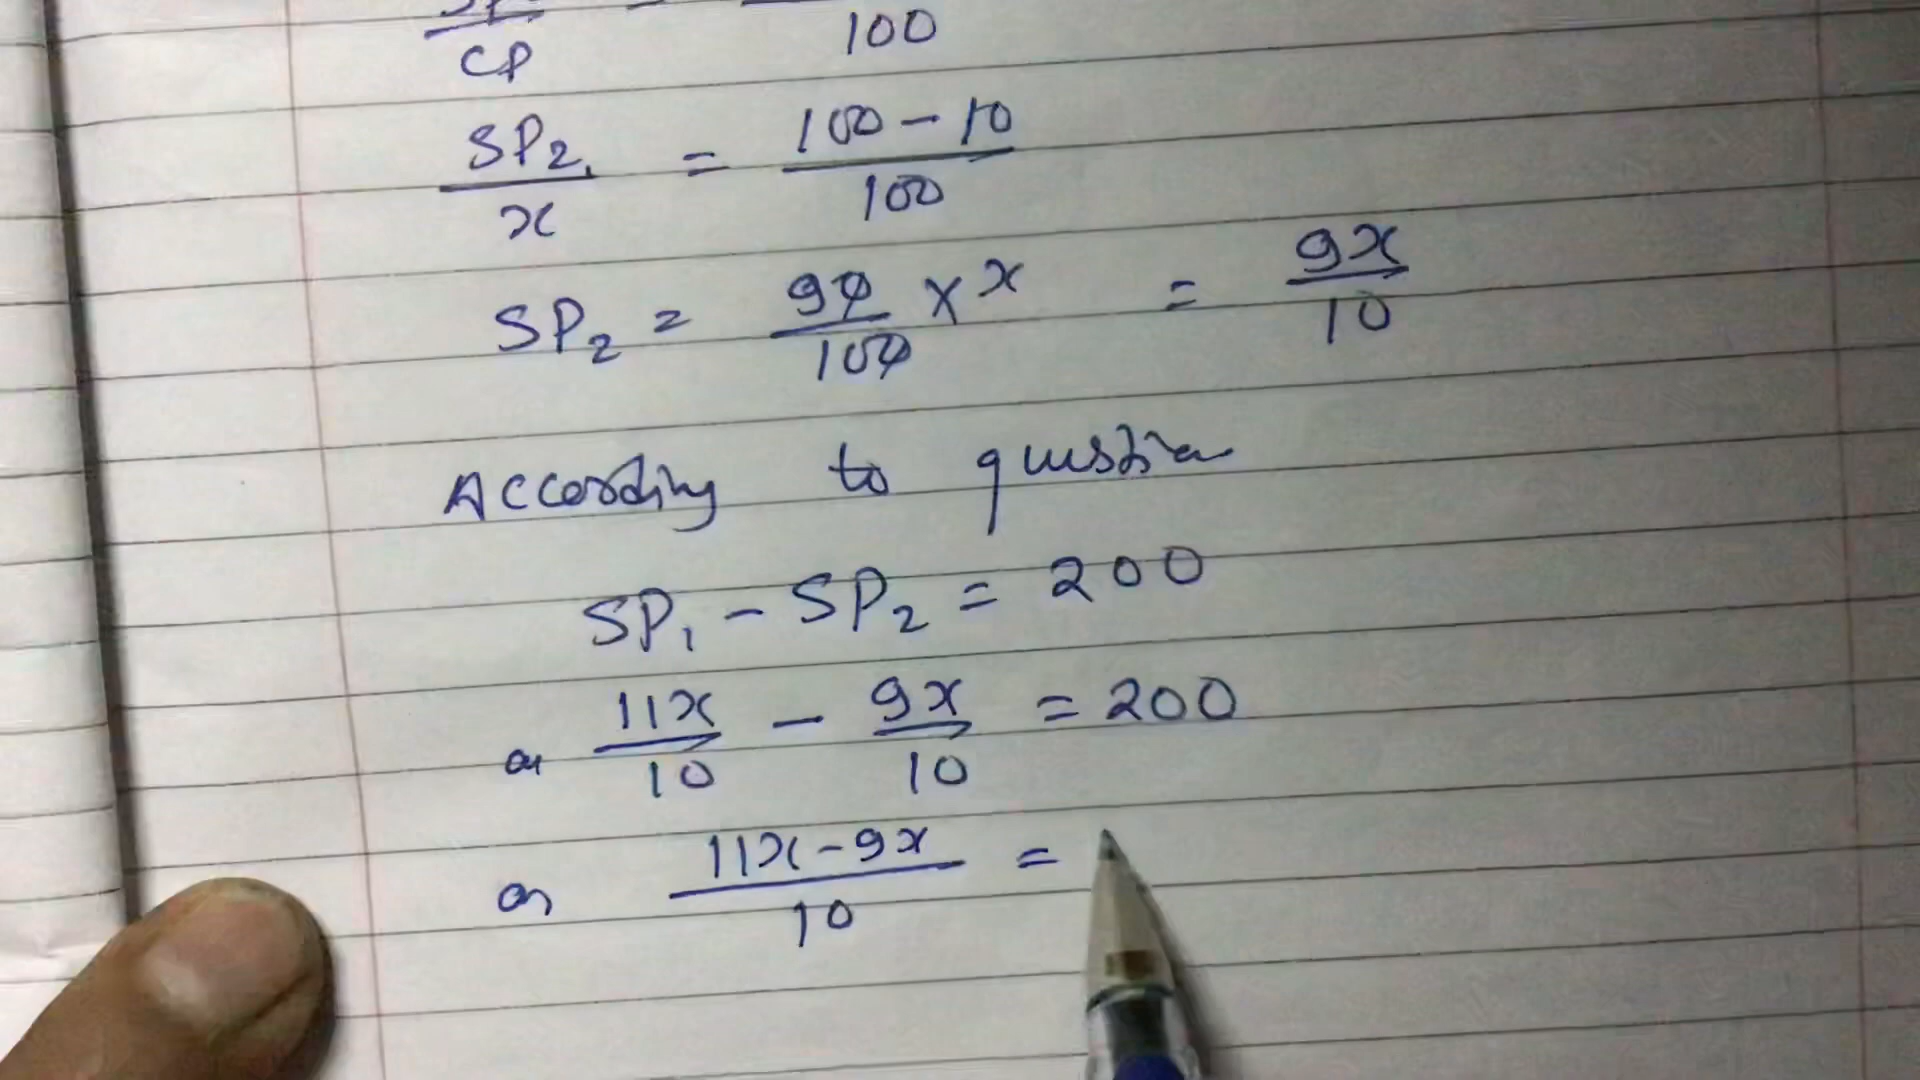 CP 100
SP2 / x = 100 - 10 / 100
SP2 = 90 / 100 × x = 9x / 10
According to question
SP1 - SP2 = 200
or 11x / 10 - 9x / 10 = 200
or 11x - 9x / 10 =